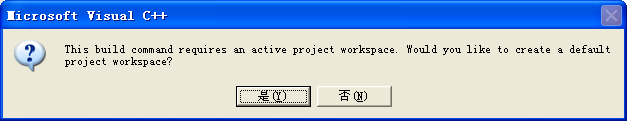 Microsoft Visual C++
This build command requires an active project workspace. Would you like to create a default
project workspace?
是(Y) 否(N)